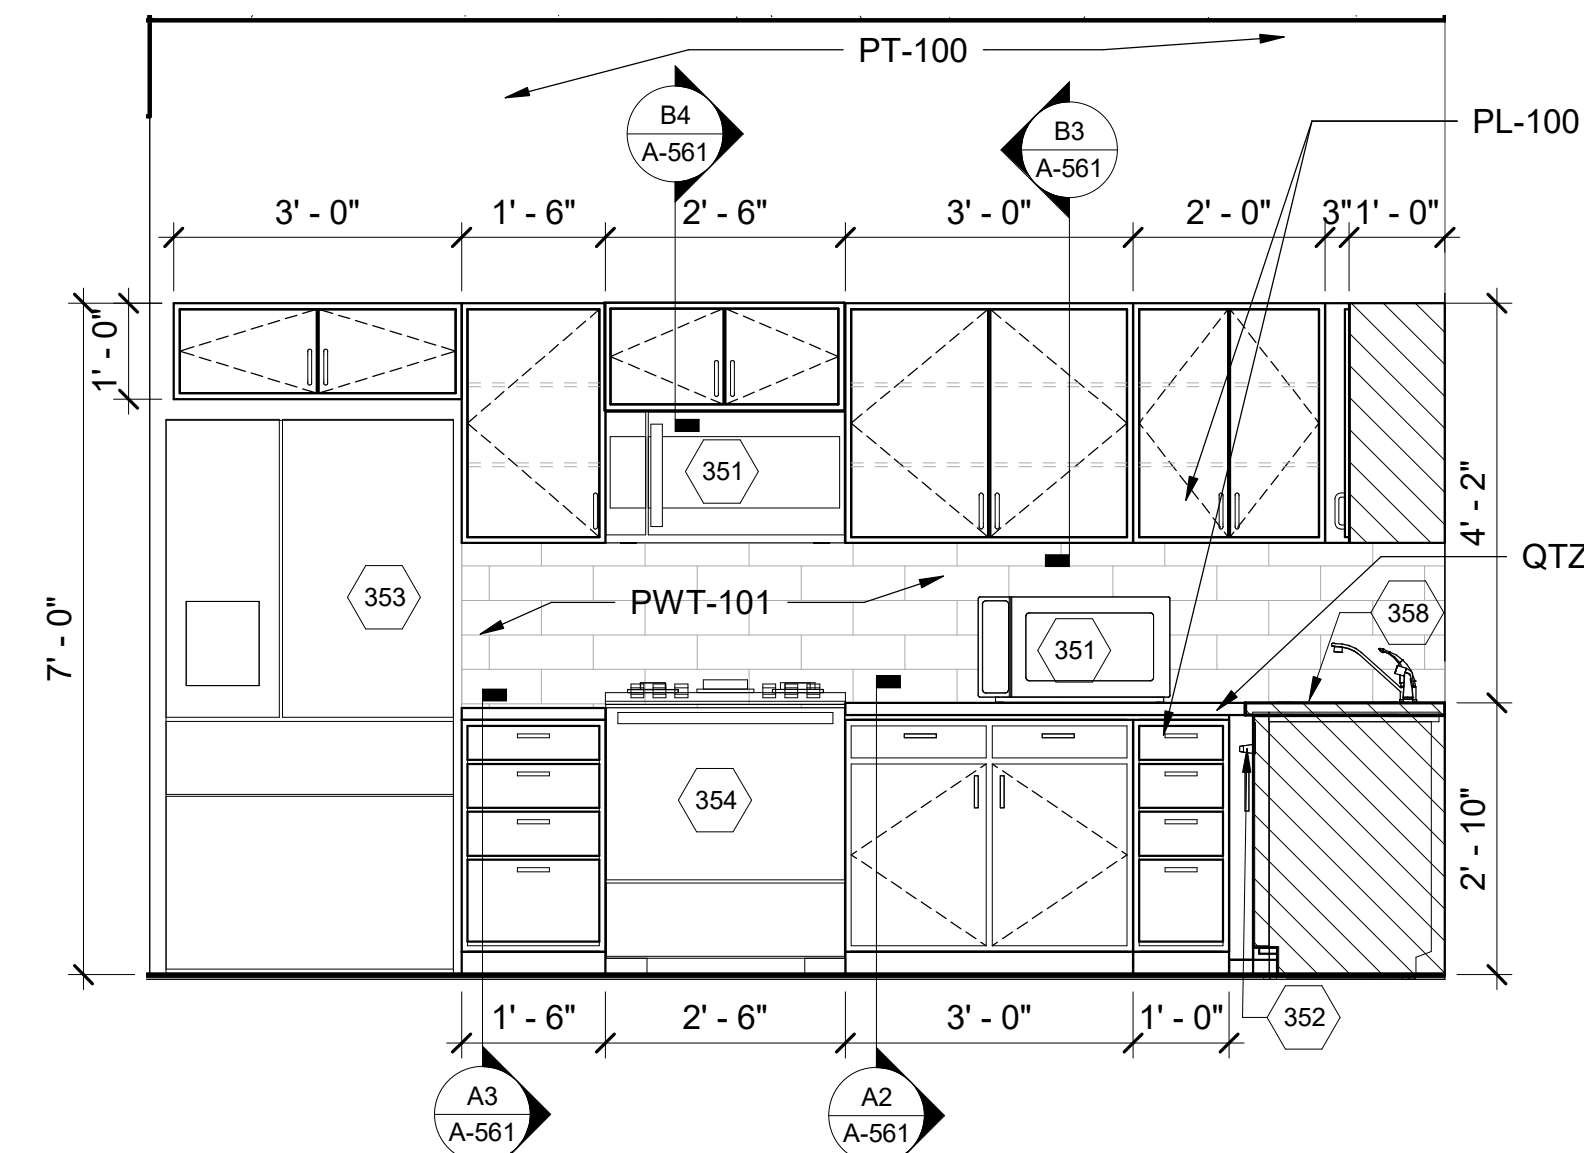 PT-100
B4
A-561
B3
A-561
PL-100
3' - 0"
1' - 6"
2' - 6"
3' - 0"
2' - 0"
3"
1' - 0"
1' - 0"
7' - 0"
4' - 2"
2' - 10"
351
353
PWT-101
351
358
QTZ
354
352
1' - 6"
2' - 6"
3' - 0"
1' - 0"
A3
A-561
A2
A-561